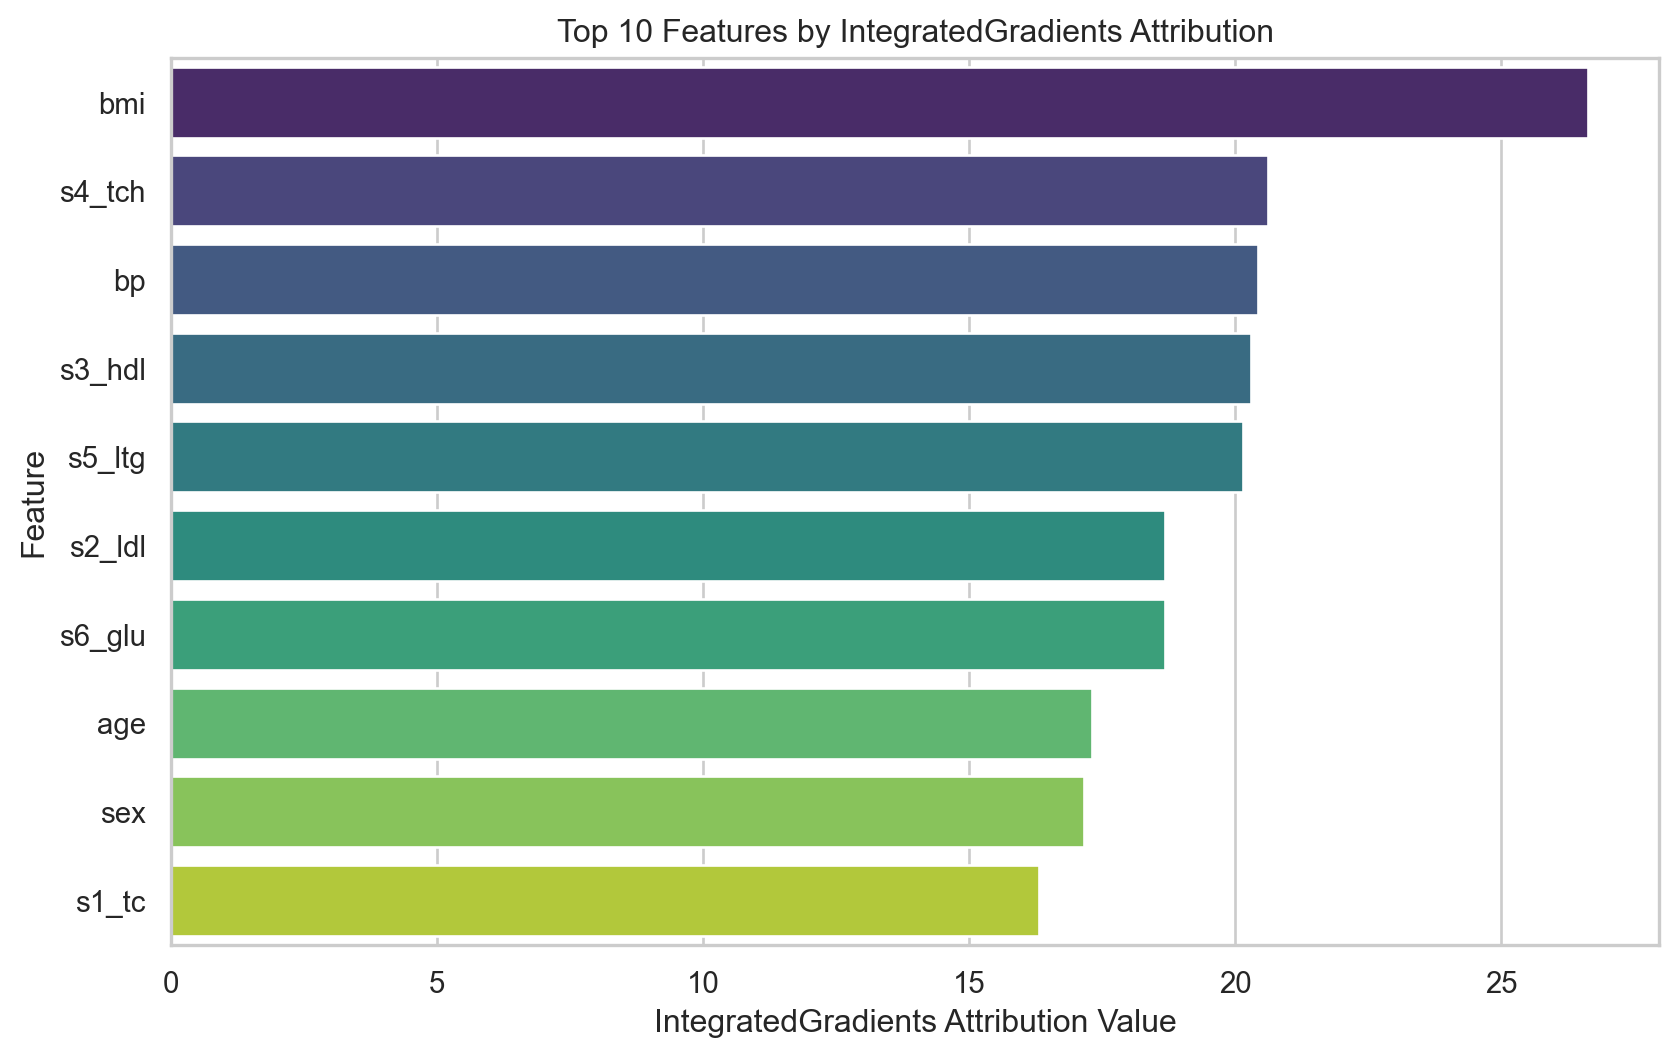 Top 10 Features by IntegratedGradients Attribution
Feature
bmi
s4_tch
bp
s3_hdl
s5_ltg
s2_ldl
s6_glu
age
sex
s1_tc
0 5 10 15 20 25
IntegratedGradients Attribution Value